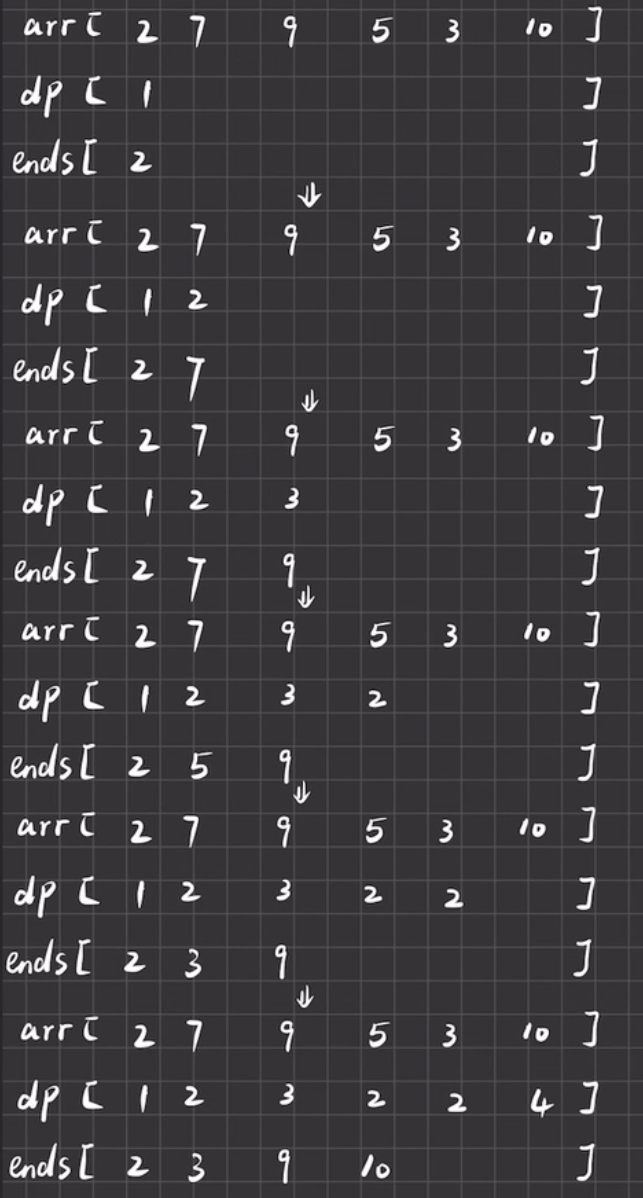 arr [ 2 7 9 5 3 10 ]
dp [ 1 ]
ends [ 2 ]
⇓
arr [ 2 7 9 5 3 10 ]
dp [ 1 2 ]
ends [ 2 7 ]
⇓
arr [ 2 7 9 5 3 10 ]
dp [ 1 2 3 ]
ends [ 2 7 9 ]
⇓
arr [ 2 7 9 5 3 10 ]
dp [ 1 2 3 2 ]
ends [ 2 5 9 ]
⇓
arr [ 2 7 9 5 3 10 ]
dp [ 1 2 3 2 2 ]
ends [ 2 3 9 ]
⇓
arr [ 2 7 9 5 3 10 ]
dp [ 1 2 3 2 2 4 ]
ends [ 2 3 9 10 ]